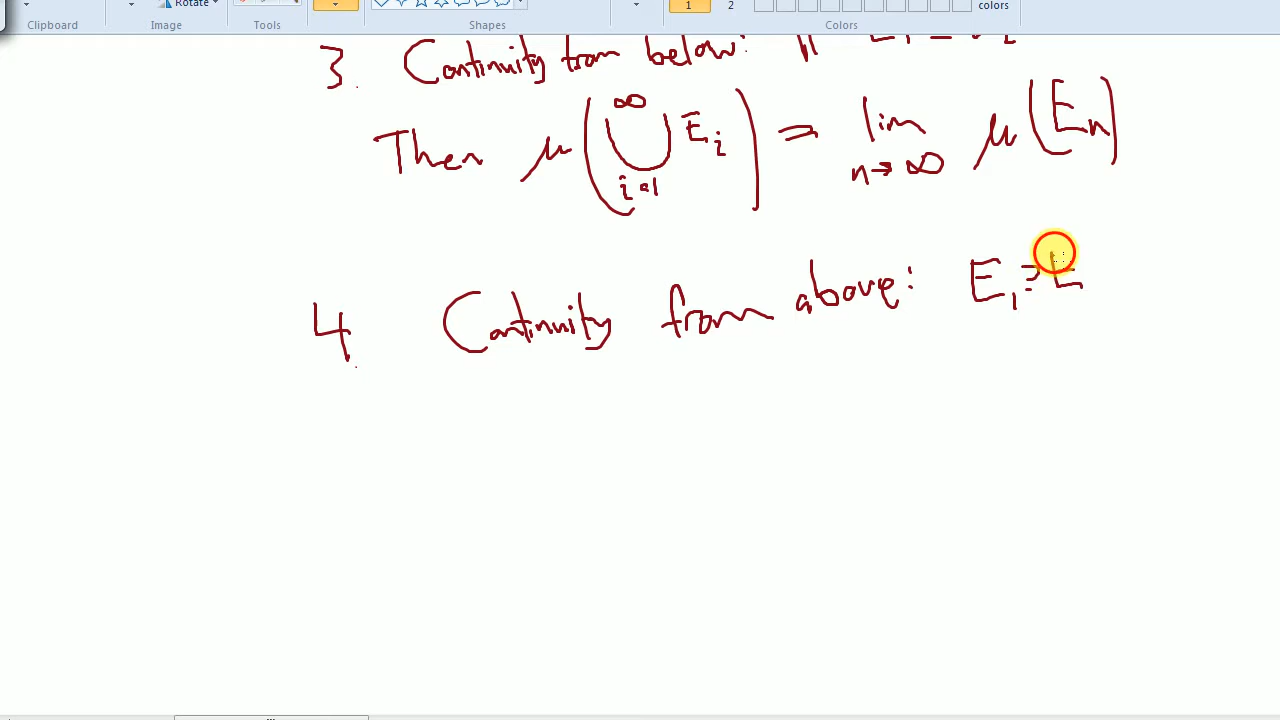 Rotate
1 2 colors
Clipboard Image Tools Shapes Colors
3. Continuity from below: If
Then μ(⋃_{i=1}^{∞} E_i) = lim_{n→∞} μ(E_n)
4. Continuity from above: E_1 ⊇ E